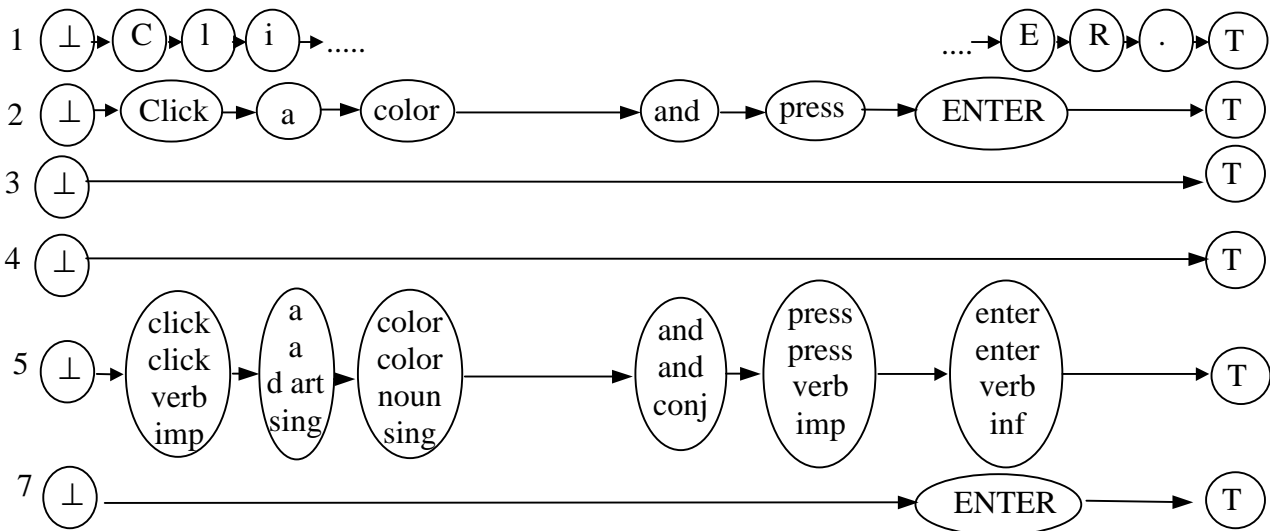 1 ⊥ C l i ..... .... E R . T
2 ⊥ Click a color and press ENTER T
3 ⊥ T
4 ⊥ T
5 ⊥ T
click
click
verb
imp
a
a
d art
sing
color
color
noun
sing
and
and
conj
press
press
verb
imp
enter
enter
verb
inf
7 ⊥ ENTER T